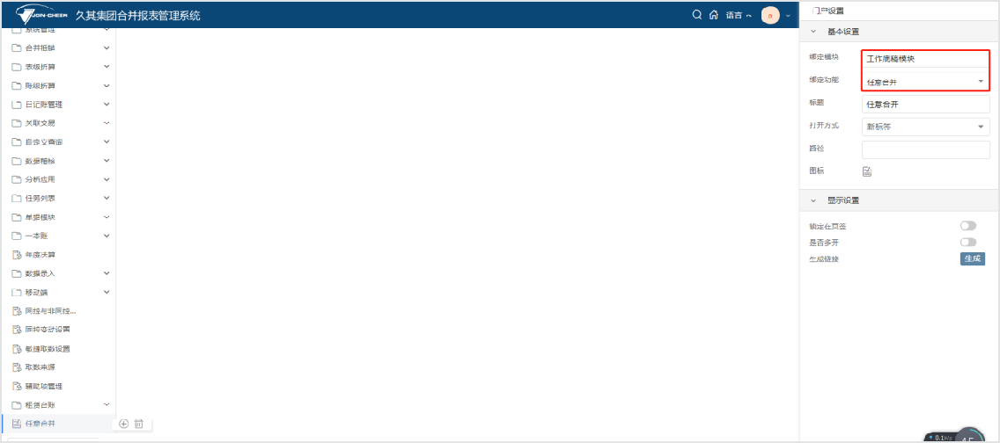 JOIN-CHEER 久其集团合并报表管理系统
语言
系统管理
合并抵销
表级折算
账级折算
日记账管理
关联交易
自定义查询
数据稽核
分析应用
任务列表
单据模块
一本账
年度决算
数据录入
移动端
同控与非同控...
同控变动设置
敏捷取数设置
取数来源
辅助项管理
租赁台账
任意合并
门户设置
基本设置
绑定模块
工作底稿模块
绑定功能
任意合并
标题
任意合开
打开方式
新标签
路径
图标
显示设置
锁定在页签
是否多开
生成链接
生成
0.1K/s